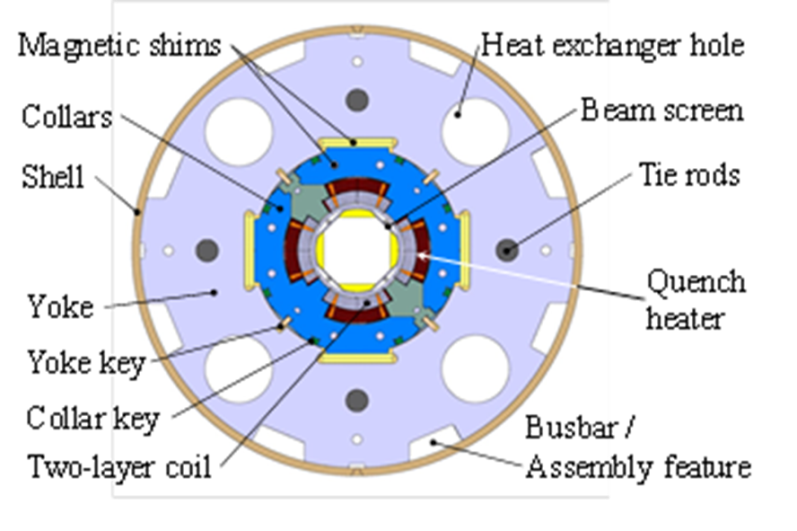 Magnetic shims
Collars
Shell
Yoke
Yoke key
Collar key
Two-layer coil
Heat exchanger hole
Beam screen
Tie rods
Quench
heater
Busbar /
Assembly feature